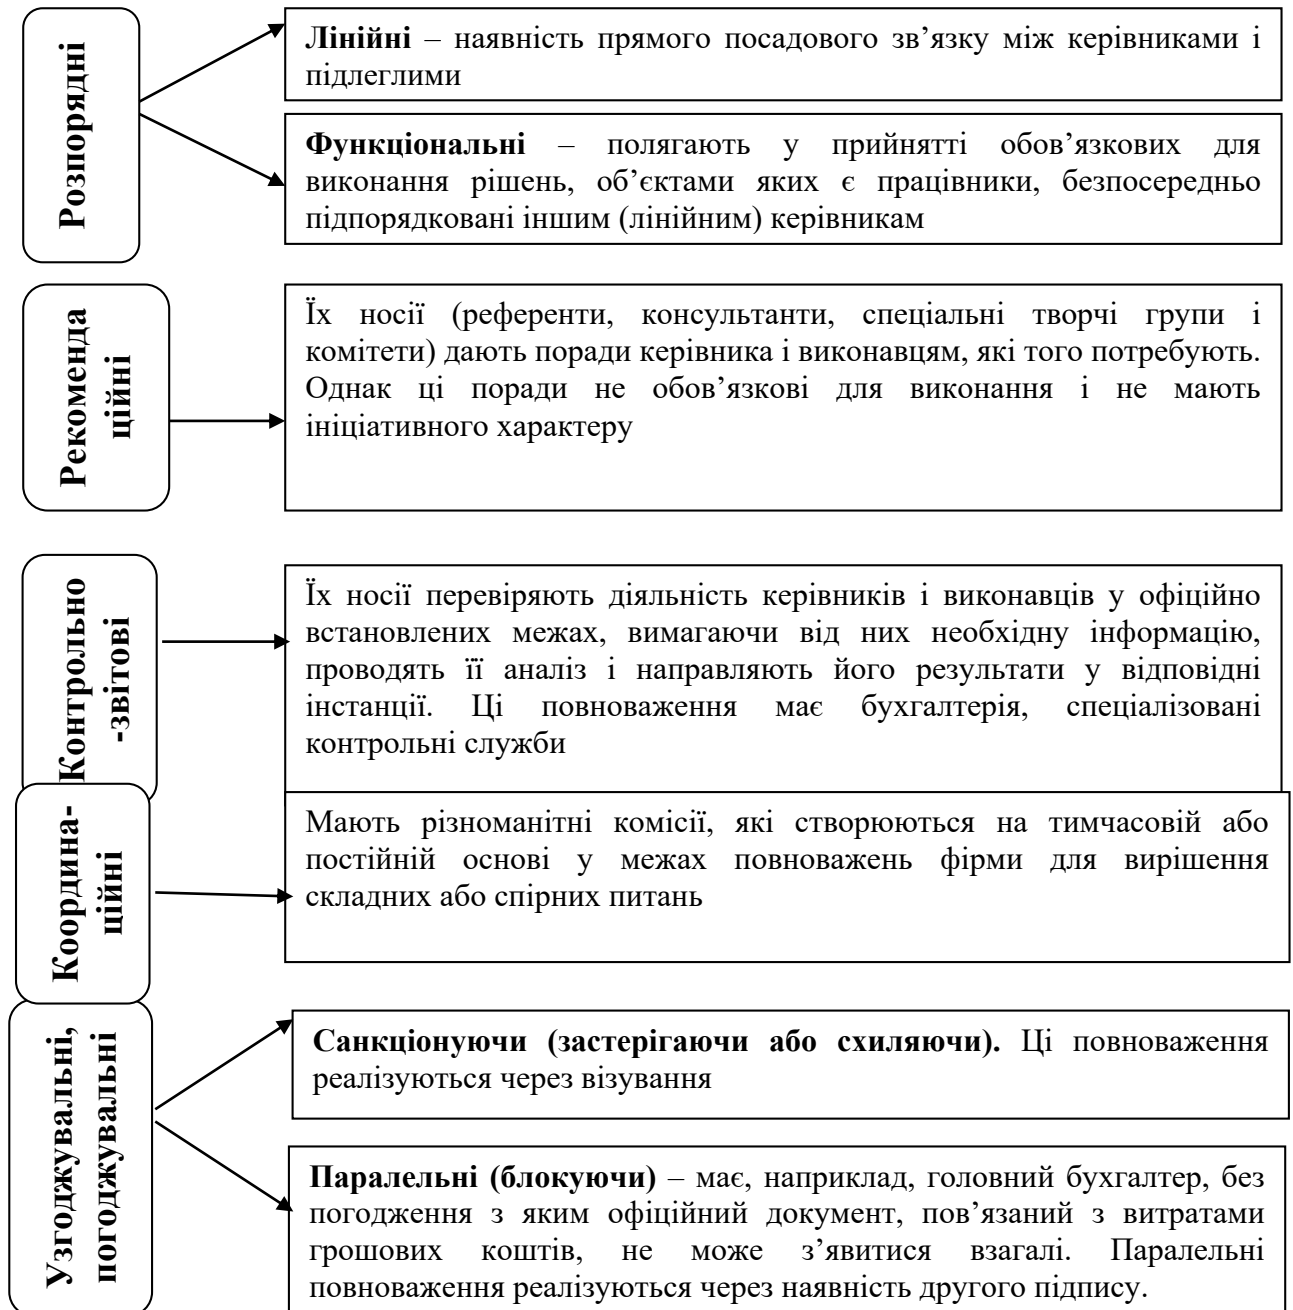 Розпорядні
Лінійні – наявність прямого посадового зв’язку між керівниками і
підлеглими
Функціональні – полягають у прийнятті обов’язкових для
виконання рішень, об’єктами яких є працівники, безпосередньо
підпорядковані іншим (лінійним) керівникам
Рекоменда
ційні
Їх носії (референти, консультанти, спеціальні творчі групи і
комітети) дають поради керівника і виконавцям, які того потребують.
Однак ці поради не обов’язкові для виконання і не мають
ініціативного характеру
Контрольно
-звітові
Їх носії перевіряють діяльність керівників і виконавців у офіційно
встановлених межах, вимагаючи від них необхідну інформацію,
проводять її аналіз і направляють його результати у відповідні
інстанції. Ці повноваження має бухгалтерія, спеціалізовані
контрольні служби
Координа-
ційні
Мають різноманітні комісії, які створюються на тимчасовій або
постійній основі у межах повноважень фірми для вирішення
складних або спірних питань
Узгоджувальні,
погоджувальні
Санкціонуючи (застерігаючи або схиляючи). Ці повноваження
реалізуються через візування
Паралельні (блокуючи) – має, наприклад, головний бухгалтер, без
погодження з яким офіційний документ, пов’язаний з витратами
грошових коштів, не може з’явитися взагалі. Паралельні
повноваження реалізуються через наявність другого підпису.